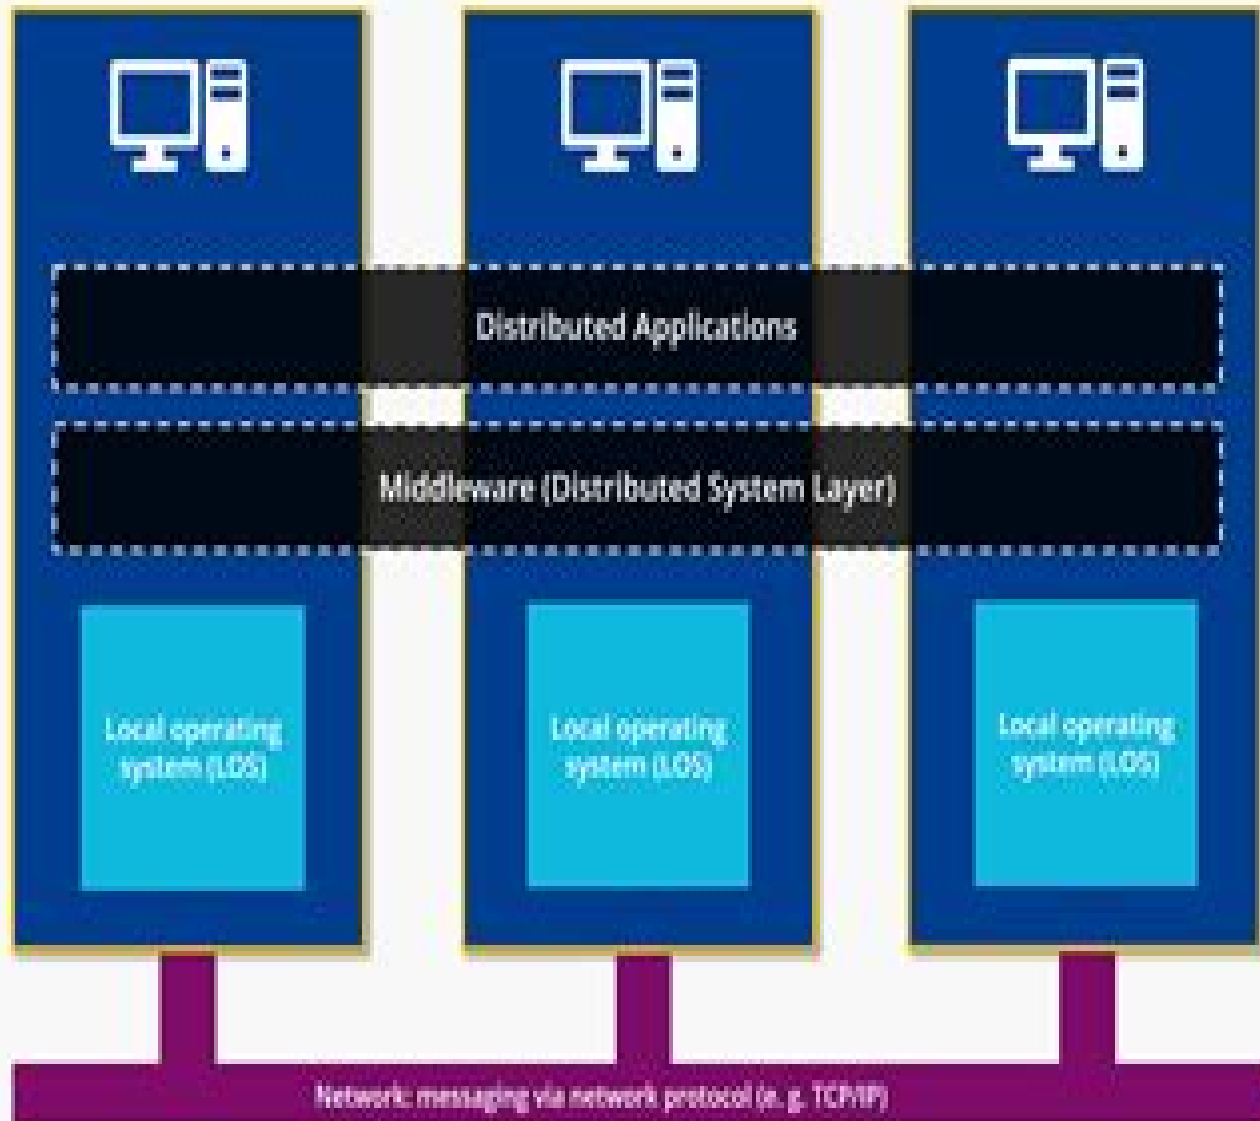 Distributed Applications
Middleware (Distributed System Layer)
Local operating
system (LOS)
Local operating
system (LOS)
Local operating
system (LOS)
Network: messaging via network protocol (e. g. TCP/IP)